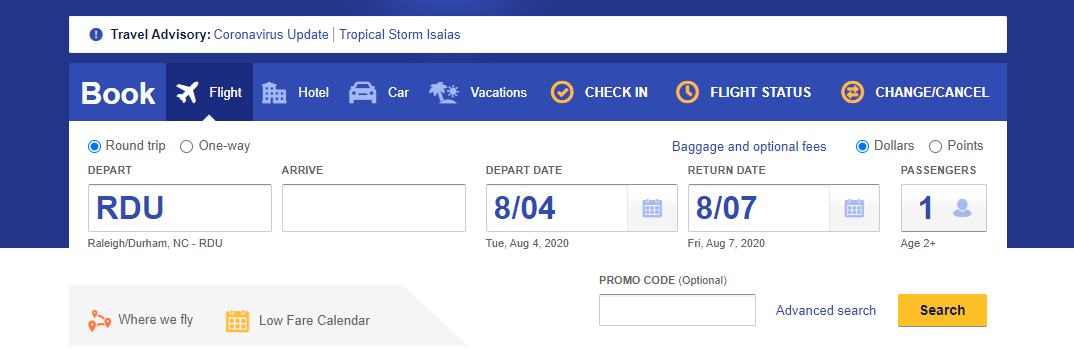 Travel Advisory: Coronavirus Update | Tropical Storm Isaias
Book Flight Hotel Car Vacations CHECK IN FLIGHT STATUS CHANGE/CANCEL
Round trip One-way Baggage and optional fees Dollars Points
DEPART ARRIVE DEPART DATE RETURN DATE PASSENGERS
RDU 8/04 8/07 1
Raleigh/Durham, NC - RDU Tue, Aug 4, 2020 Fri, Aug 7, 2020 Age 2+
PROMO CODE (Optional)
Where we fly Low Fare Calendar Advanced search Search